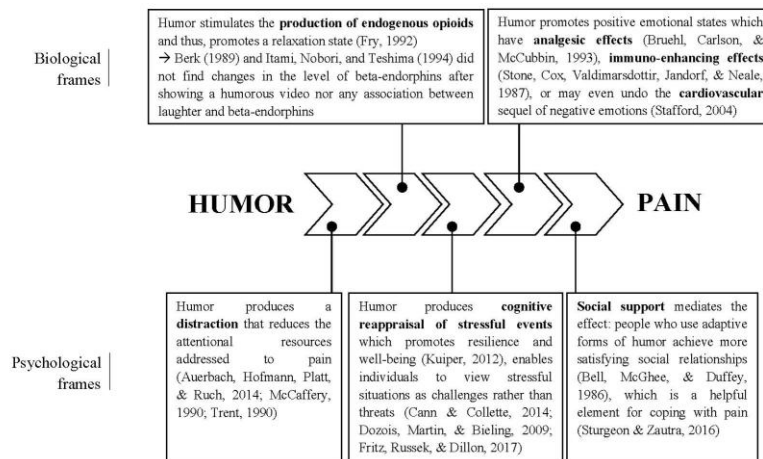 Biological
frames
Humor stimulates the production of endogenous opioids
and thus, promotes a relaxation state (Fry, 1992)
→ Berk (1989) and Itami, Nobori, and Teshima (1994) did
not find changes in the level of beta-endorphins after
showing a humorous video nor any association between
laughter and beta-endorphins
Humor promotes positive emotional states which
have analgesic effects (Bruehl, Carlson, &
McCubbin, 1993), immuno-enhancing effects
(Stone, Cox, Valdimarsdottir, Jandorf, & Neale,
1987), or may even undo the cardiovascular
sequel of negative emotions (Stafford, 2004)
HUMOR
PAIN
Psychological
frames
Humor produces a
distraction that reduces the
attentional resources
addressed to pain
(Auerbach, Hofmann, Platt,
& Ruch, 2014; McCaffery,
1990; Trent, 1990)
Humor produces cognitive
reappraisal of stressful events
which promotes resilience and
well-being (Kuiper, 2012), enables
individuals to view stressful
situations as challenges rather than
threats (Cann & Collette, 2014;
Dozois, Martin, & Bieling, 2009;
Fritz, Russek, & Dillon, 2017)
Social support mediates the
effect: people who use adaptive
forms of humor achieve more
satisfying social relationships
(Bell, McGhee, & Duffey,
1986), which is a helpful
element for coping with pain
(Sturgeon & Zautra, 2016)